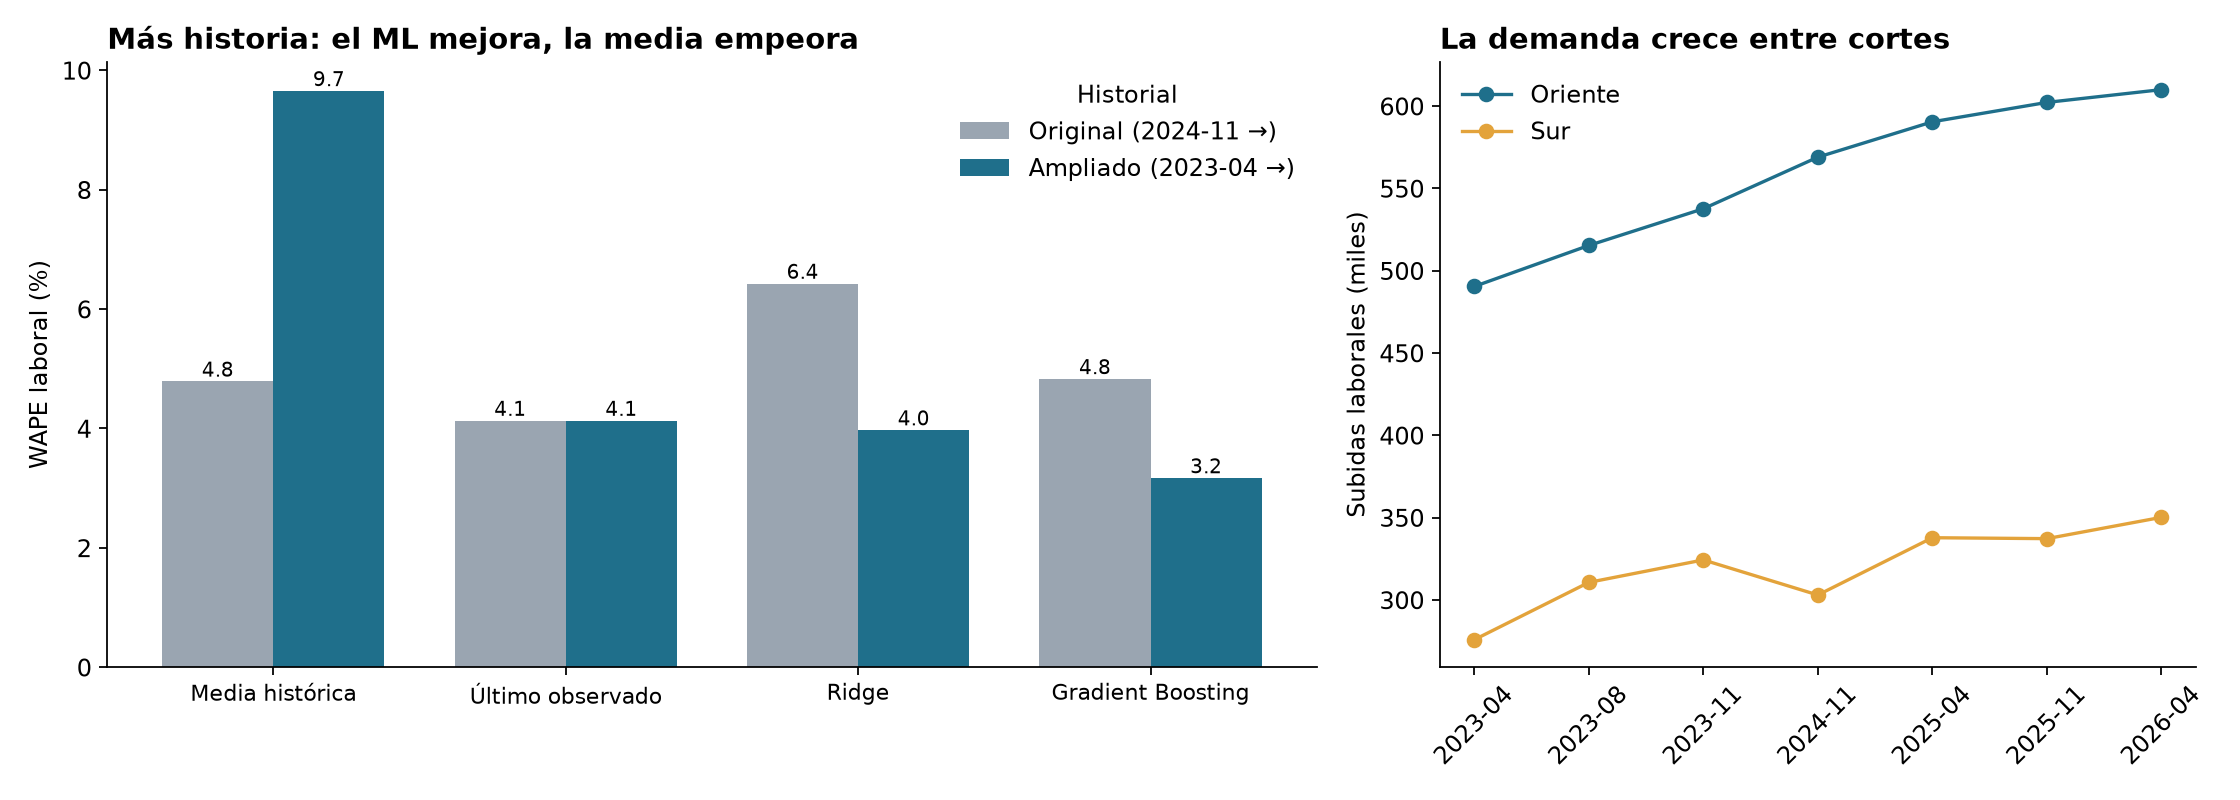 Más historia: el ML mejora, la media empeora
WAPE laboral (%)
10
8
6
4
2
0
9.7
4.8
4.1
4.1
6.4
4.0
4.8
3.2
Historial
Original (2024-11 →)
Ampliado (2023-04 →)
Media histórica
Último observado
Ridge
Gradient Boosting
La demanda crece entre cortes
Subidas laborales (miles)
600
550
500
450
400
350
300
Oriente
Sur
2023-04
2023-08
2023-11
2024-11
2025-04
2025-11
2026-04